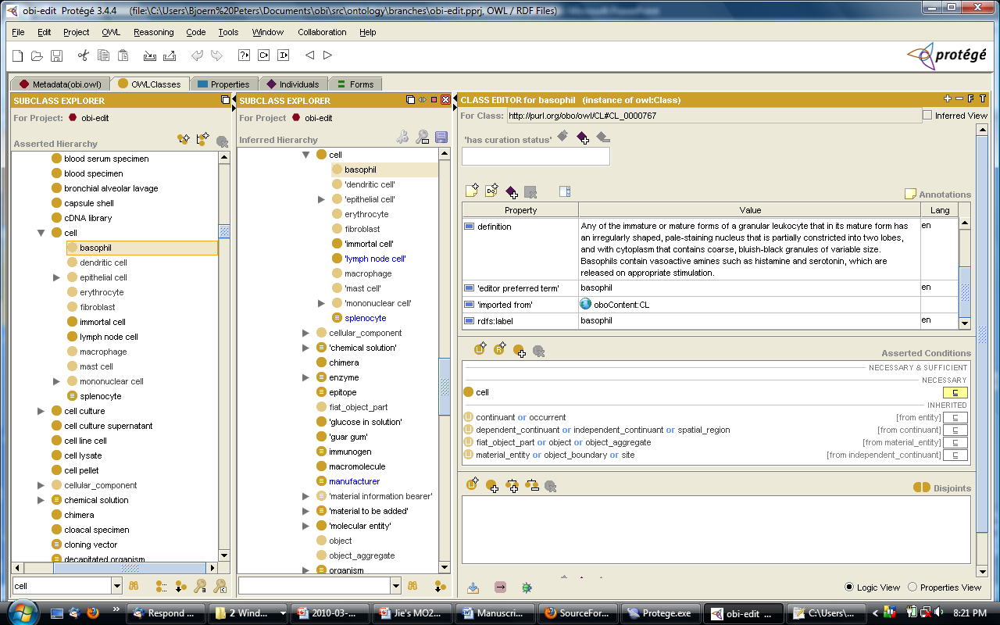 obi-edit  Protégé 3.4.4    (file:\C:\Users\Bjoern%20Peters\Documents\obi\src\ontology\branches\obi-edit.pprj, OWL / RDF Files)
File Edit Project OWL Reasoning Code Tools Window Collaboration Help
protégé
Metadata(obi.owl) OWLClasses Properties Individuals Forms
SUBCLASS EXPLORER
For Project: obi-edit
Asserted Hierarchy
blood serum specimen
blood specimen
bronchial alveolar lavage
capsule shell
cDNA library
cell
basophil
dendritic cell
epithelial cell
erythrocyte
fibroblast
immortal cell
lymph node cell
macrophage
mast cell
mononuclear cell
splenocyte
cell culture
cell culture supernatant
cell line cell
cell lysate
cell pellet
cellular_component
chemical solution
chimera
cloacal specimen
cloning vector
decapitated organism
cell
SUBCLASS EXPLORER
For Project obi-edit
Inferred Hierarchy
cell
basophil
'dendritic cell'
'epithelial cell'
erythrocyte
fibroblast
'immortal cell'
'lymph node cell'
macrophage
'mast cell'
'mononuclear cell'
splenocyte
cellular_component
'chemical solution'
chimera
enzyme
epitope
fiat_object_part
'glucose in solution'
'guar gum'
immunogen
macromolecule
manufacturer
'material information bearer'
'material to be added'
'molecular entity'
object
object_aggregate
organism
CLASS EDITOR for basophil   (instance of owl:Class)
F T
For Class: http://purl.org/obo/owl/CL#CL_0000767 Inferred View
'has curation status'
Annotations
Property Value Lang
definition Any of the immature or mature forms of a granular leukocyte that in its mature form has en
an irregularly shaped, pale-staining nucleus that is partially constricted into two lobes,
and with cytoplasm that contains coarse, bluish-black granules of variable size.
Basophils contain vasoactive amines such as histamine and serotonin, which are
released on appropriate stimulation.
'editor preferred term' basophil en
'imported from' oboContent:CL
rdfs:label basophil en
Asserted Conditions
NECESSARY & SUFFICIENT
NECESSARY
cell ⊑
INHERITED
continuant or occurrent [from entity] ⊑
dependent_continuant or independent_continuant or spatial_region [from continuant] ⊑
fiat_object_part or object or object_aggregate [from material_entity] ⊑
material_entity or object_boundary or site [from independent_continuant] ⊑
Disjoints
Logic View Properties View
Respond ... 2 Wind... 2010-03-... Jie's MO2... Manuscri... SourceFor... Protege.exe obi-edit ... C:\Users\... 8:21 PM